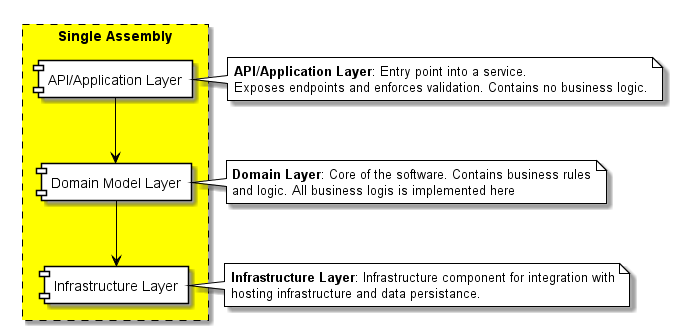 Single Assembly
API/Application Layer
API/Application Layer: Entry point into a service.
Exposes endpoints and enforces validation. Contains no business logic.
Domain Model Layer
Domain Layer: Core of the software. Contains business rules
and logic. All business logis is implemented here
Infrastructure Layer
Infrastructure Layer: Infrastructure component for integration with
hosting infrastructure and data persistance.